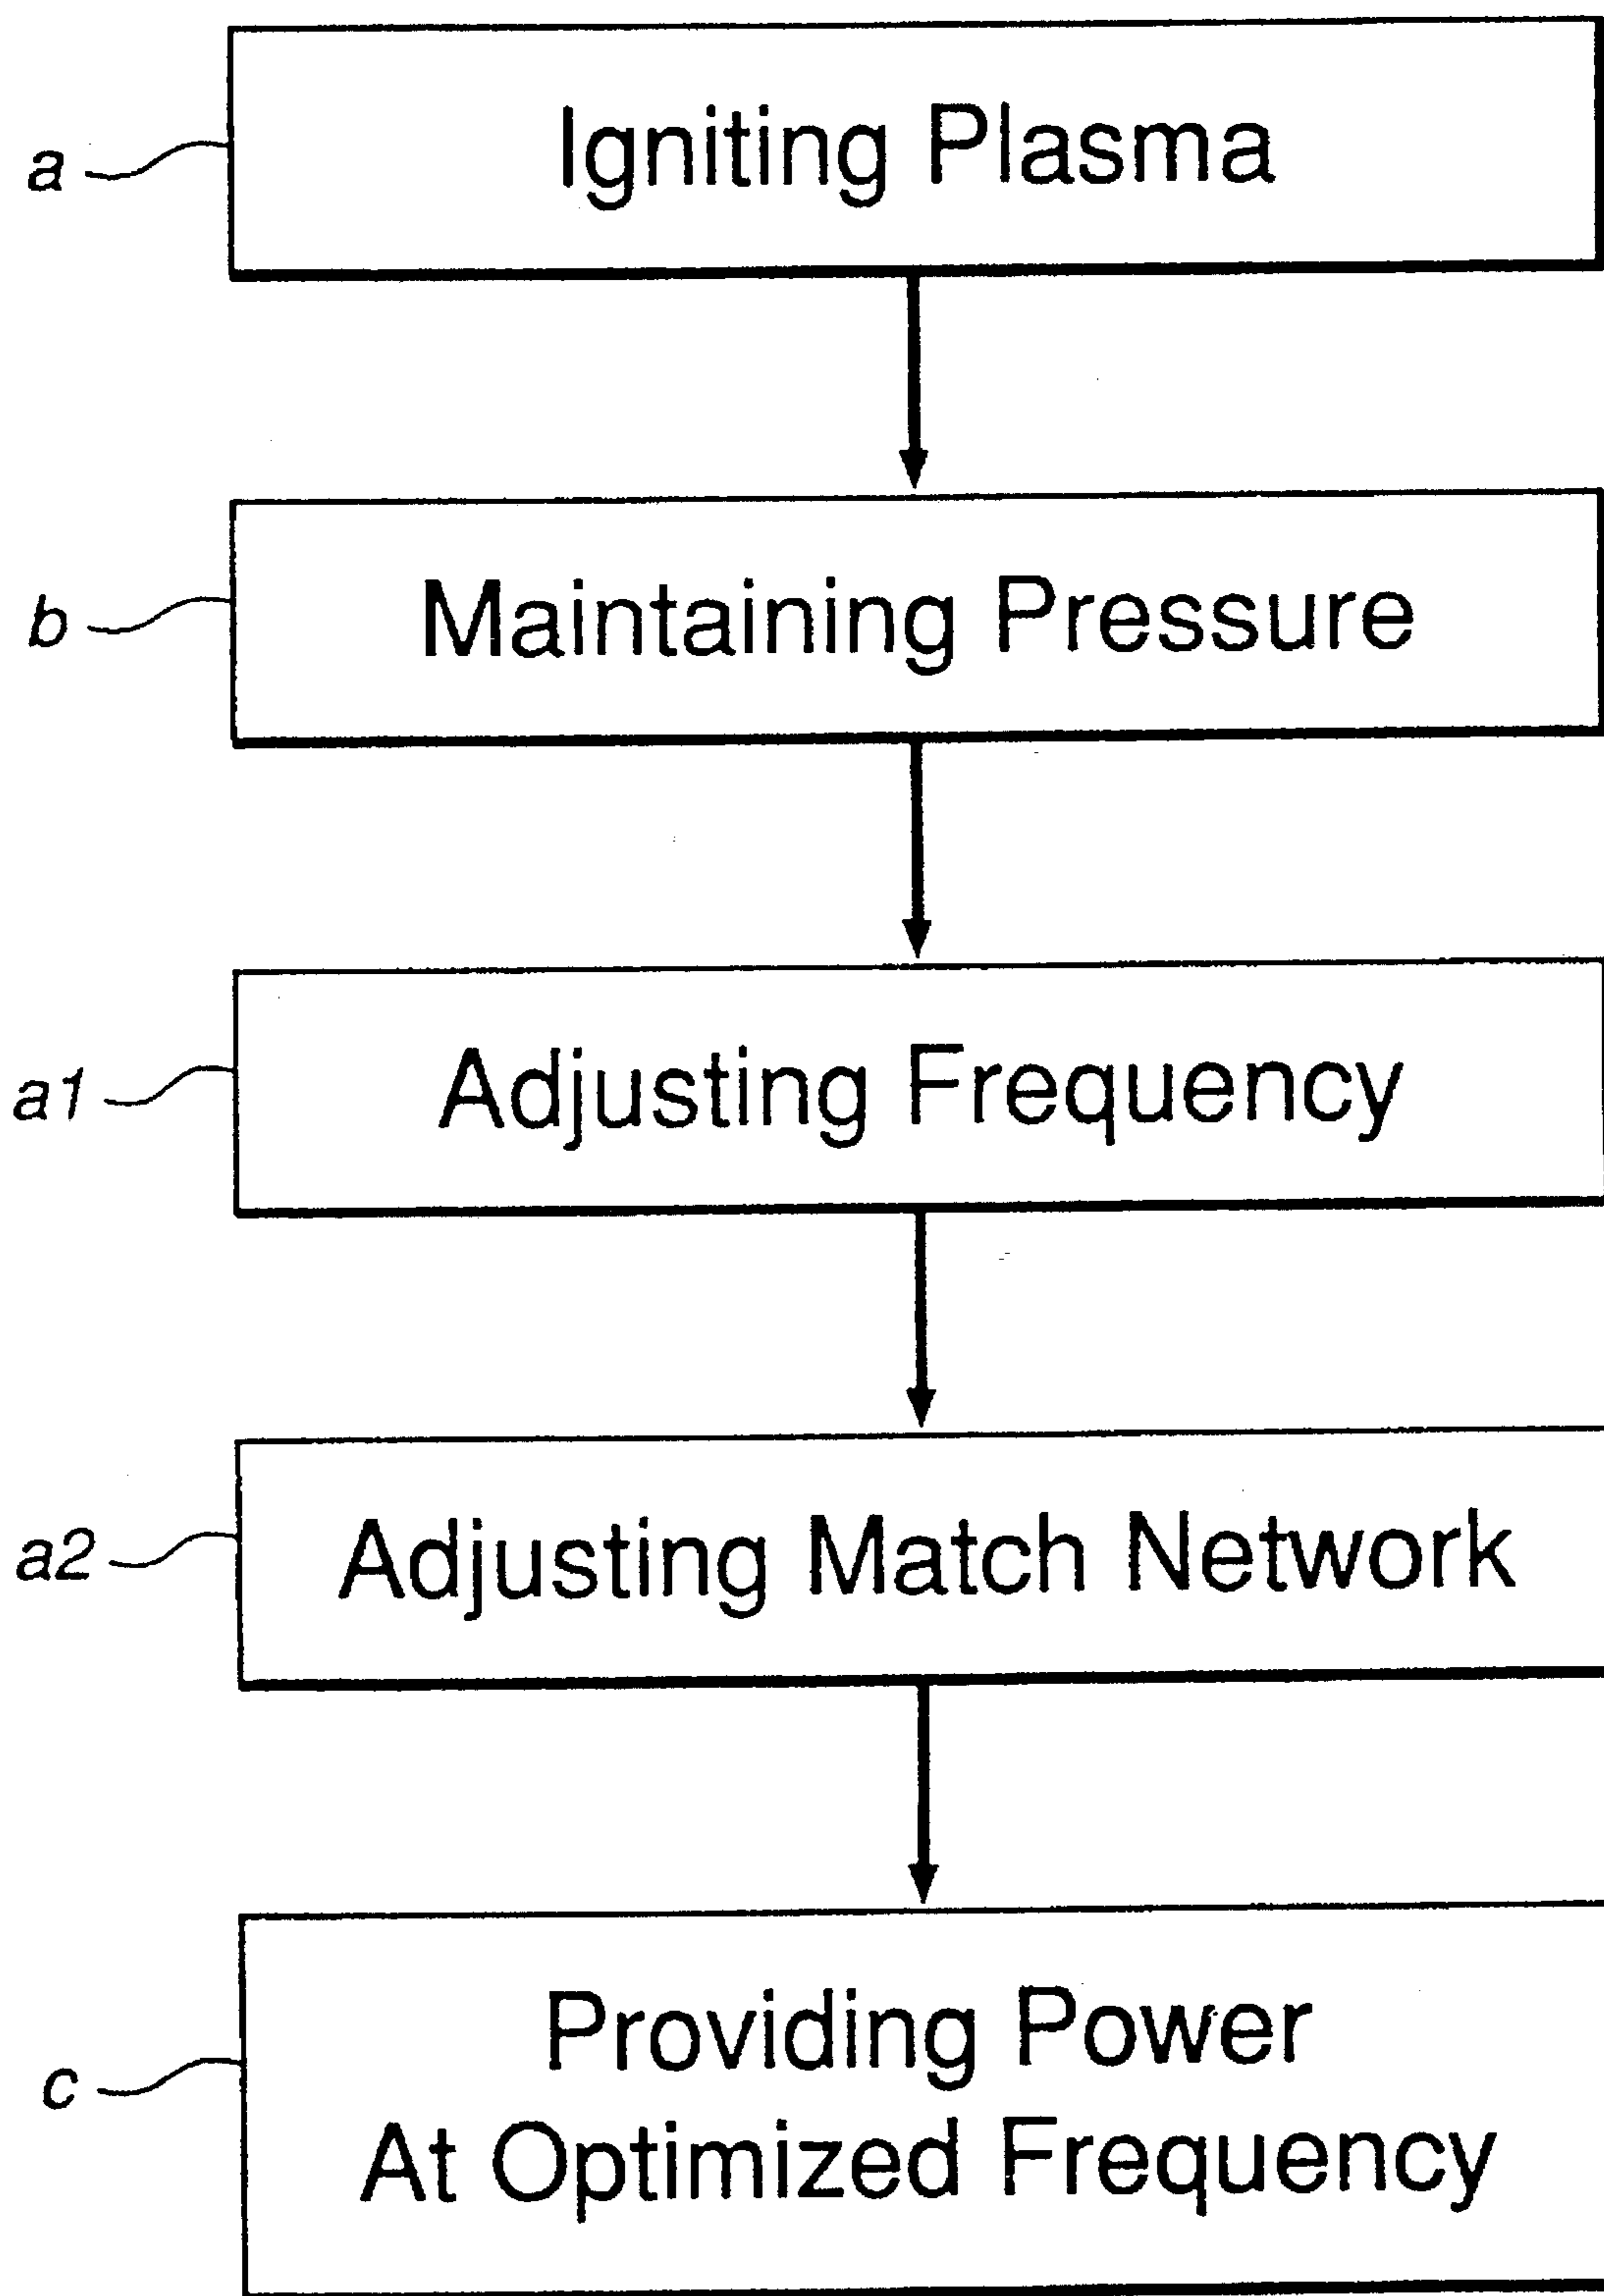 a
Igniting Plasma
b
Maintaining Pressure
a1
Adjusting Frequency
a2
Adjusting Match Network
c
Providing Power
At Optimized Frequency